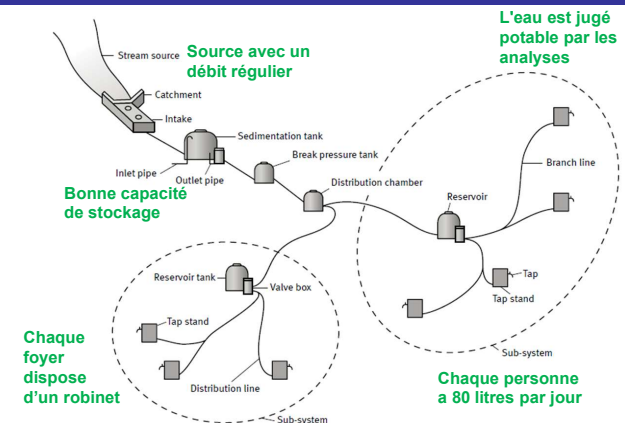 L'eau est jugé
potable par les
analyses
Source avec un
débit régulier
Stream source
Catchment
Intake
Sedimentation tank
Break pressure tank
Distribution chamber
Inlet pipe
Outlet pipe
Bonne capacité
de stockage
Reservoir
Branch line
Tap
Tap stand
Sub-system
Reservoir tank
Valve box
Tap stand
Distribution line
Sub-system
Chaque
foyer
dispose
d'un robinet
Chaque personne
a 80 litres par jour